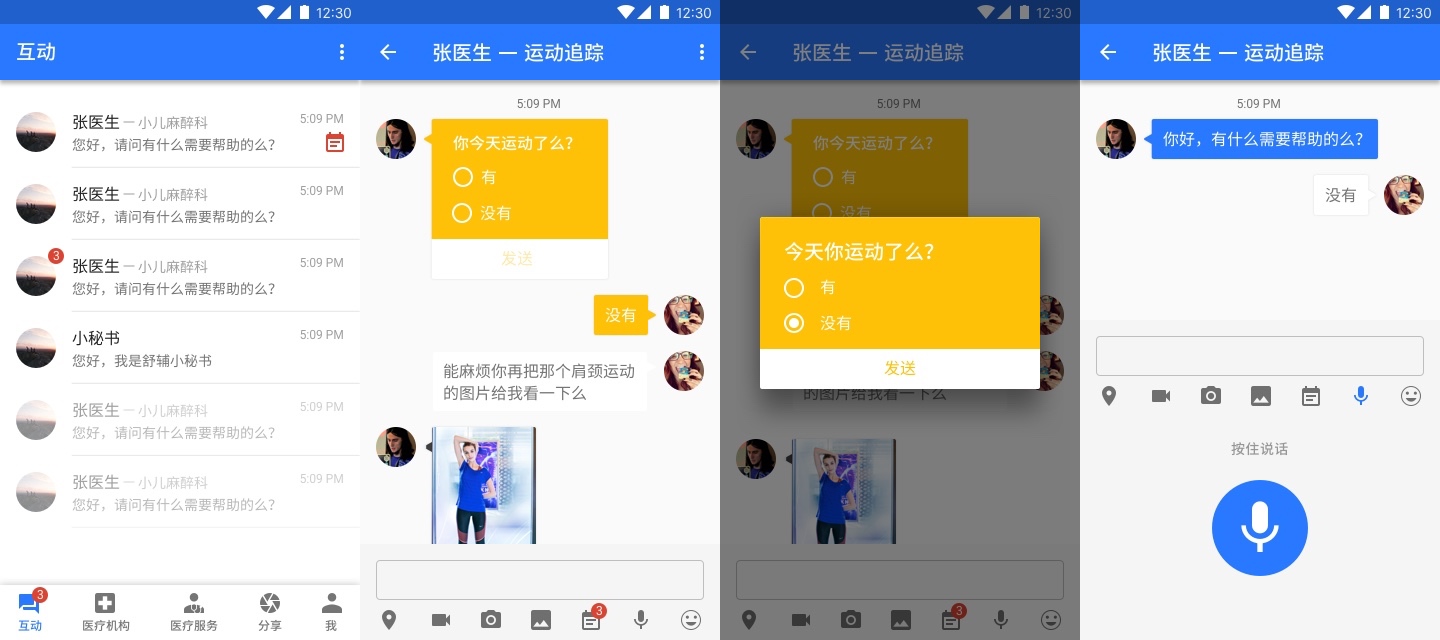 12:30
互动
张医生 — 小儿麻醉科
5:09 PM
您好，请问有什么需要帮助的么？
张医生 — 小儿麻醉科
5:09 PM
您好，请问有什么需要帮助的么？
3
张医生 — 小儿麻醉科
5:09 PM
您好，请问有什么需要帮助的么？
小秘书
5:09 PM
您好，我是舒辅小秘书
张医生 — 小儿麻醉科
5:09 PM
您好，请问有什么需要帮助的么？
张医生 — 小儿麻醉科
5:09 PM
您好，请问有什么需要帮助的么？
3
互动
医疗机构
医疗服务
分享
我
12:30
张医生 — 运动追踪
5:09 PM
你今天运动了么？
有
没有
发送
没有
能麻烦你再把那个肩颈运动
的图片给我看一下么
3
12:30
张医生 — 运动追踪
5:09 PM
你今天运动了么？
有
没有
今天你运动了么？
有
没有
发送
的图片给我看一下么
3
12:30
张医生 — 运动追踪
5:09 PM
你好，有什么需要帮助的么？
没有
按住说话